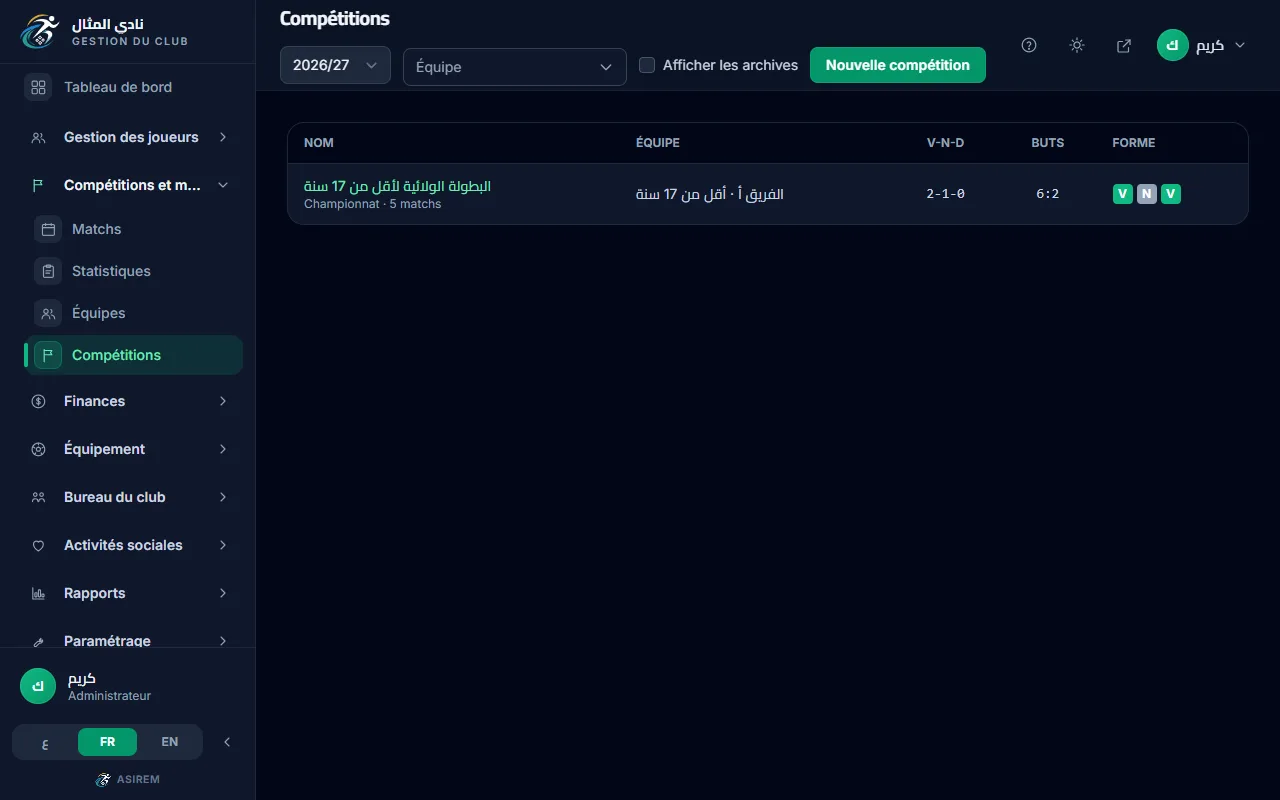 نادي المثال
GESTION DU CLUB
Tableau de bord
Gestion des joueurs
Compétitions et m...
Matchs
Statistiques
Équipes
Compétitions
Finances
Équipement
Bureau du club
Activités sociales
Rapports
Paramétrage
ك
كريم
Administrateur
ع
FR
EN
ASIREM
Compétitions
2026/27
Équipe
Afficher les archives
Nouvelle compétition
ك
كريم
NOM ÉQUIPE V-N-D BUTS FORME
البطولة الولائية لأقل من 17 سنة
الفريق أ · أقل من 17 سنة
2-1-0
6:2
V N V
Championnat · 5 matchs